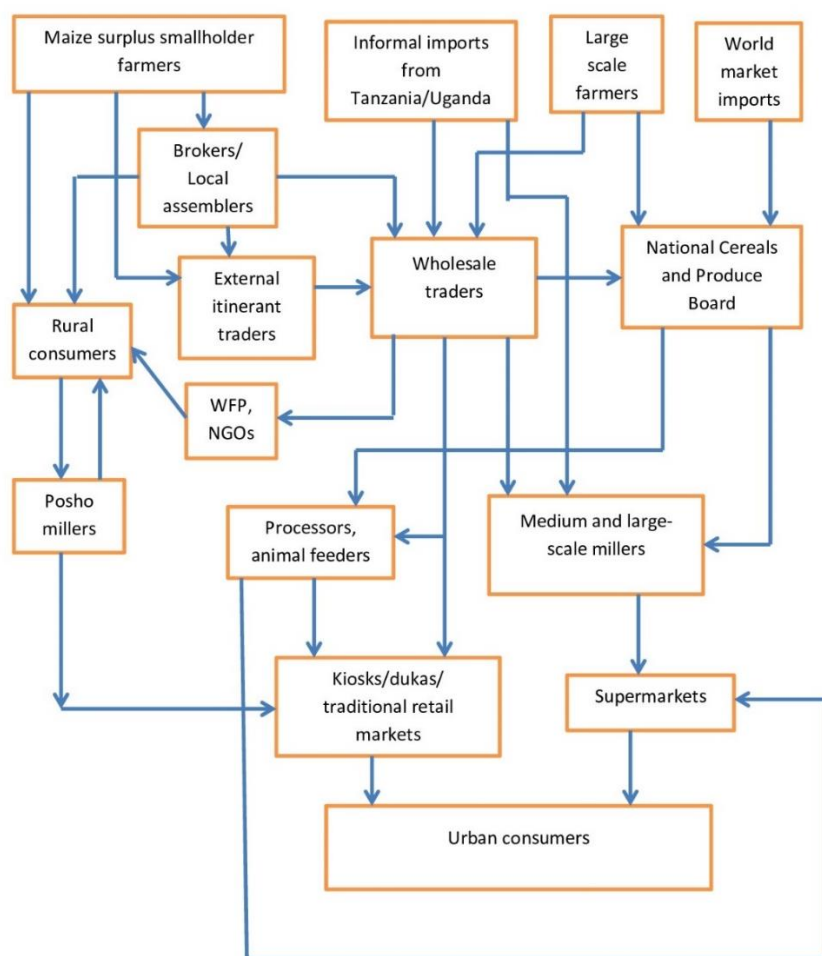 Maize surplus smallholder
farmers
Informal imports
from
Tanzania/Uganda
Large
scale
farmers
World
market
imports
Brokers/
Local
assemblers
External
itinerant
traders
Wholesale
traders
National Cereals
and Produce
Board
Rural
consumers
WFP,
NGOs
Posho
millers
Processors,
animal feeders
Medium and large-
scale millers
Kiosks/dukas/
traditional retail
markets
Supermarkets
Urban consumers